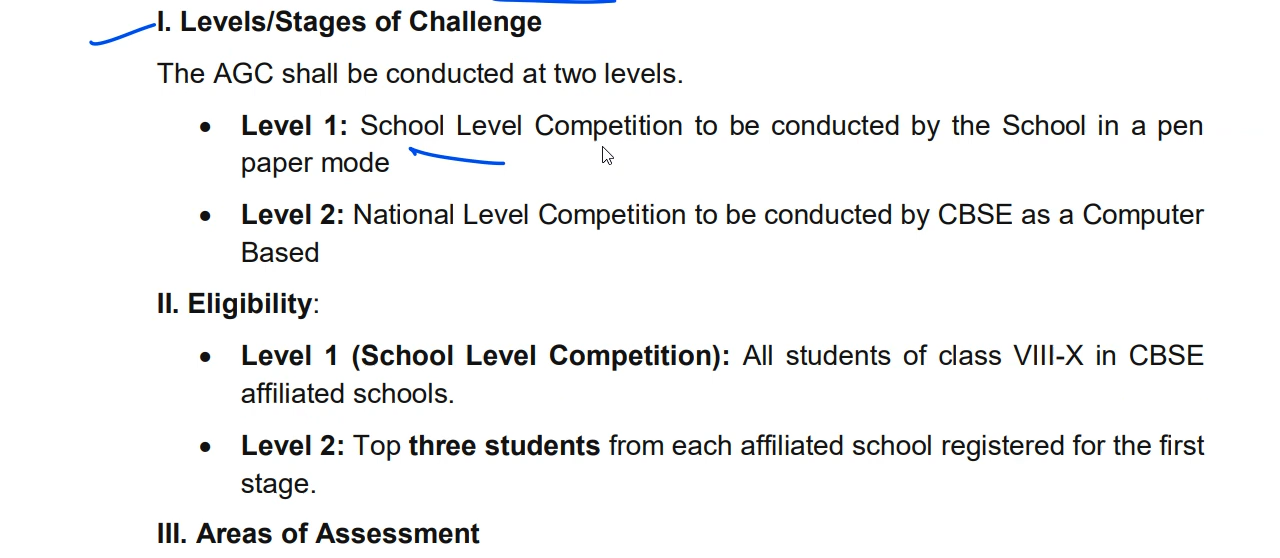 I. Levels/Stages of Challenge
The AGC shall be conducted at two levels.
• Level 1: School Level Competition to be conducted by the School in a pen
paper mode
• Level 2: National Level Competition to be conducted by CBSE as a Computer
Based
II. Eligibility:
• Level 1 (School Level Competition): All students of class VIII-X in CBSE
affiliated schools.
• Level 2: Top three students from each affiliated school registered for the first
stage.
III. Areas of Assessment